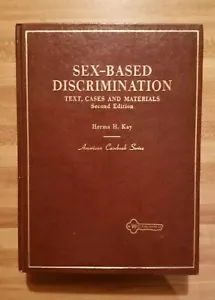 SEX-BASED
DISCRIMINATION
TEXT, CASES AND MATERIALS
Second Edition
Herma H. Kay
American Casebook Series